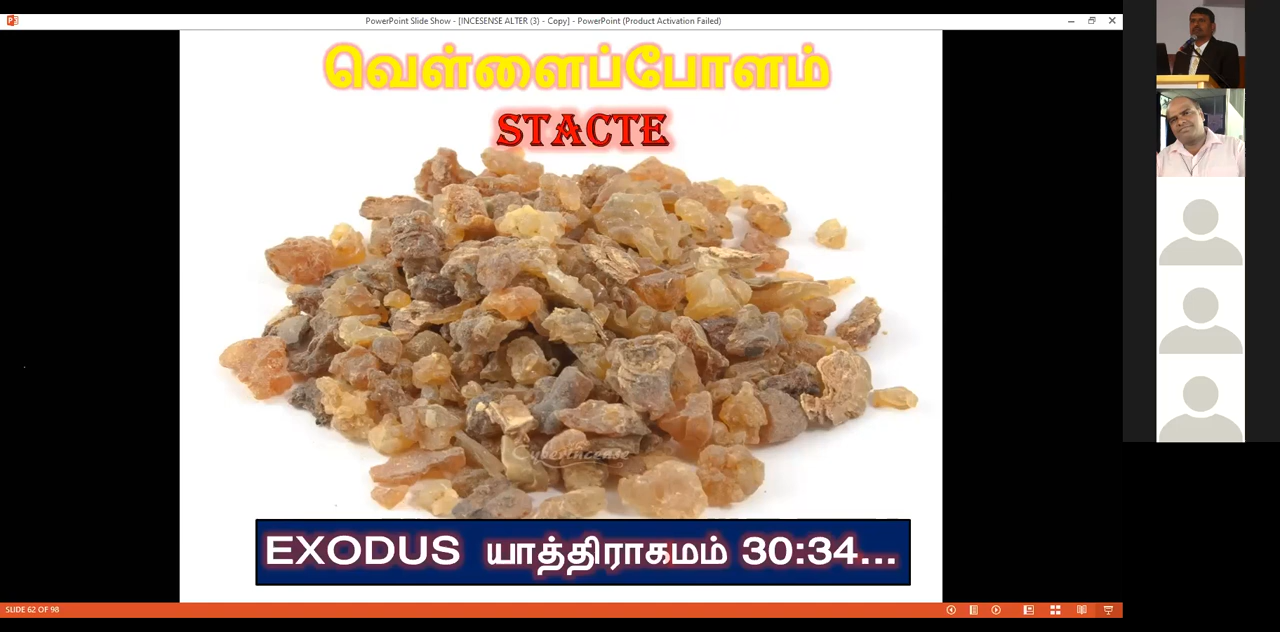 PowerPoint Slide Show - [INCESENSE ALTER (3) - Copy] - PowerPoint (Product Activation Failed)
வெள்ளைப்போளம்
STACTE
Cyberincense
EXODUS யாத்திராகமம் 30:34...
SLIDE 62 OF 98